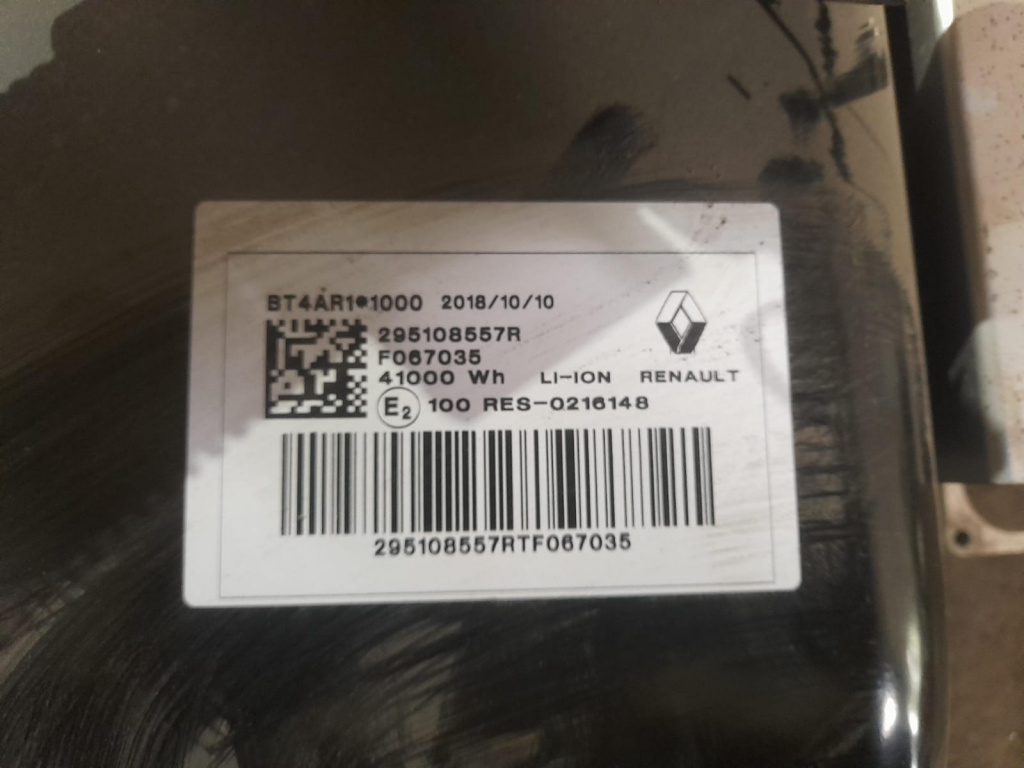 BT4AR1*1000 2018/10/10
295108557R
F067035
41000 Wh LI-ION RENAULT
E2 100 RES-0216148
295108557RTF067035